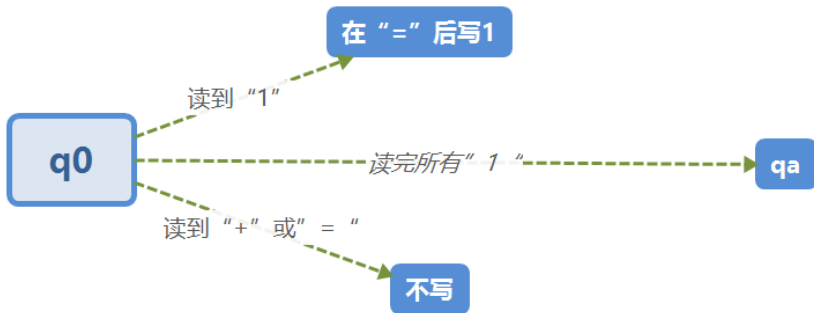 在“=”后写1
读到“1”
q0
读完所有”1“
qa
读到“+”或”=“
不写